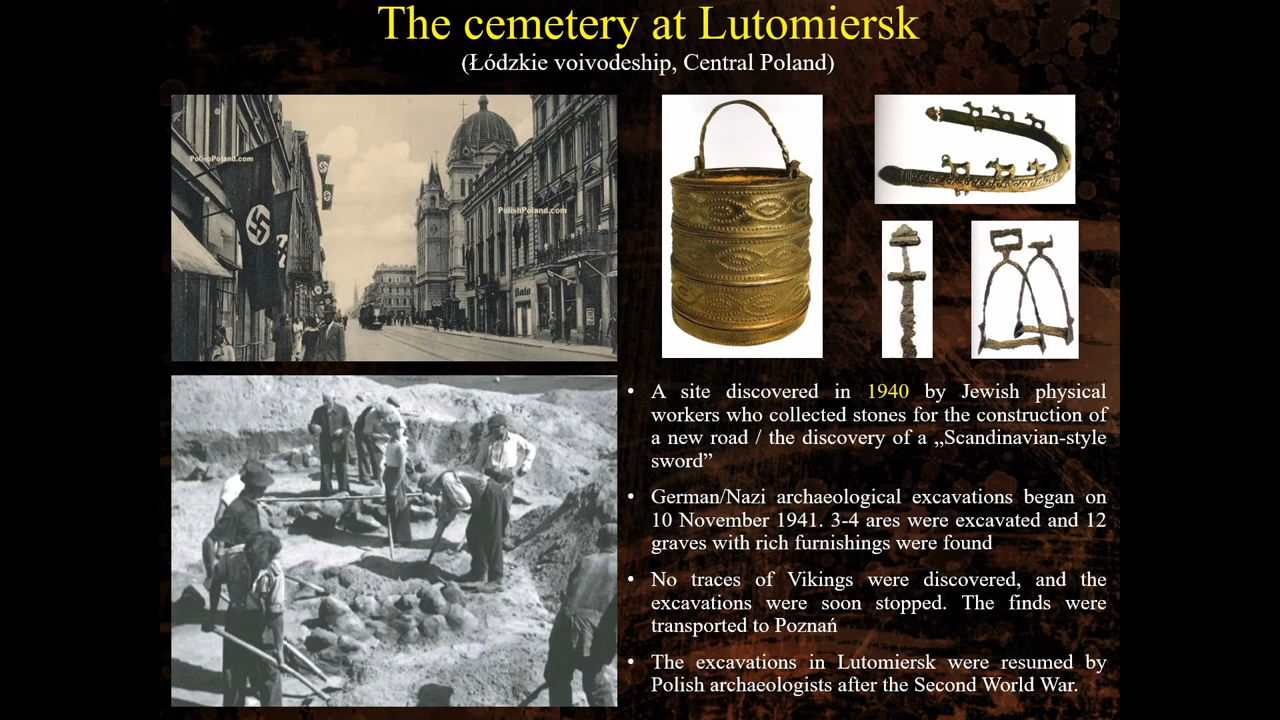 The cemetery at Lutomiersk
(Łódzkie voivodeship, Central Poland)
PolishPoland.com
PolishPoland.com
Bata
• A site discovered in 1940 by Jewish physical
workers who collected stones for the construction of
a new road / the discovery of a „Scandinavian-style
sword”
• German/Nazi archaeological excavations began on
10 November 1941. 3-4 ares were excavated and 12
graves with rich furnishings were found
• No traces of Vikings were discovered, and the
excavations were soon stopped. The finds were
transported to Poznań
• The excavations in Lutomiersk were resumed by
Polish archaeologists after the Second World War.